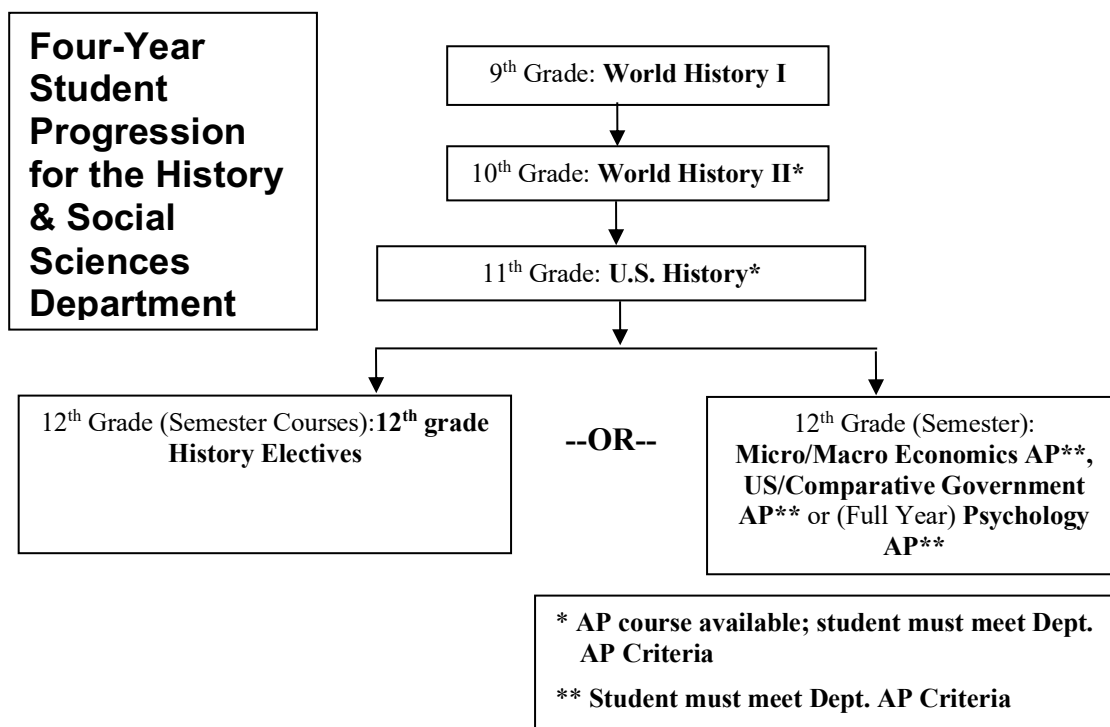 Four-Year
Student
Progression
for the History
& Social
Sciences
Department
9th Grade: World History I
10th Grade: World History II*
11th Grade: U.S. History*
12th Grade (Semester Courses):12th grade
History Electives
--OR--
12th Grade (Semester):
Micro/Macro Economics AP**,
US/Comparative Government
AP** or (Full Year) Psychology
AP**
* AP course available; student must meet Dept.
AP Criteria
** Student must meet Dept. AP Criteria